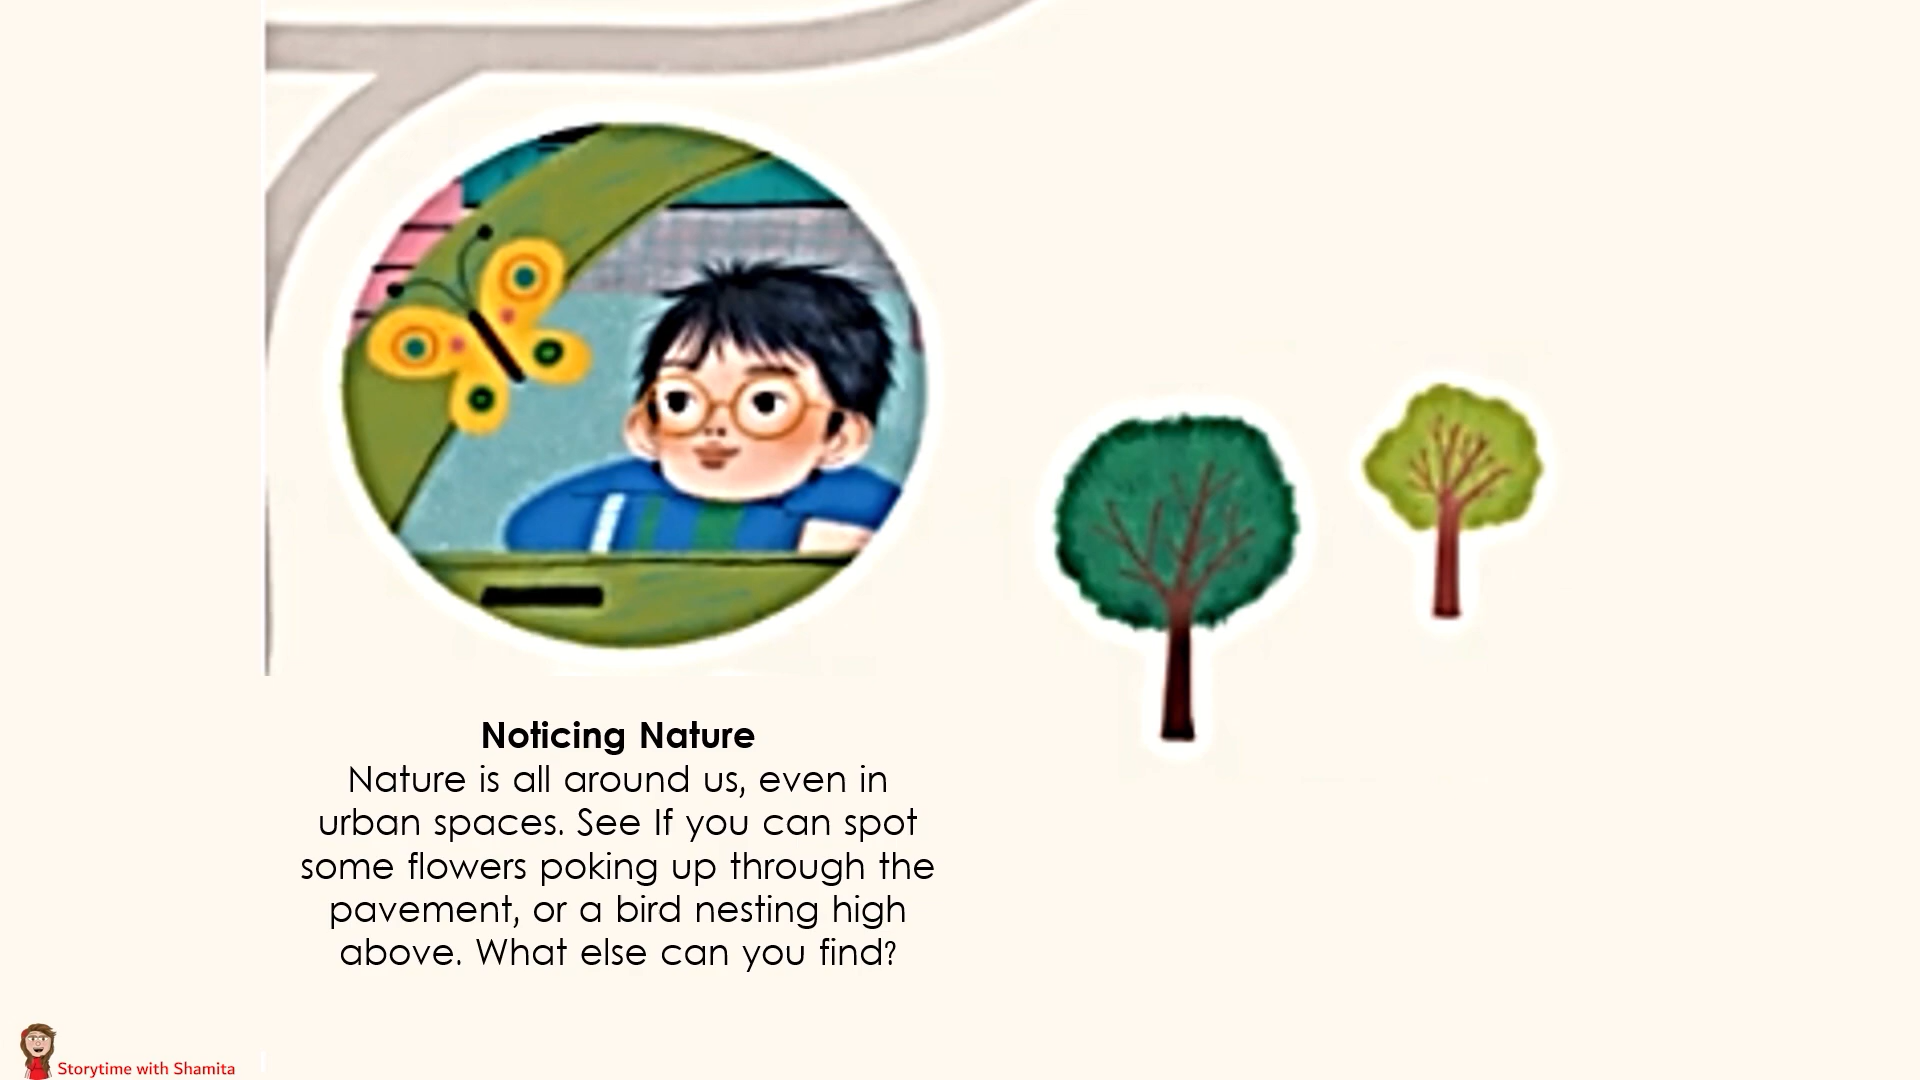 Noticing Nature
Nature is all around us, even in
urban spaces. See If you can spot
some flowers poking up through the
pavement, or a bird nesting high
above. What else can you find?
Storytime with Shamita